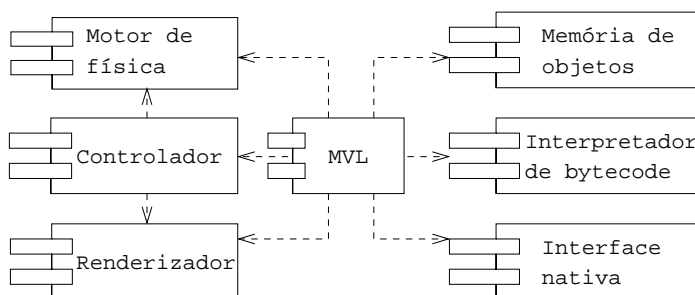 Motor de
física
Memória de
objetos
Controlador
MVL
Interpretador
de bytecode
Renderizador
Interface
nativa